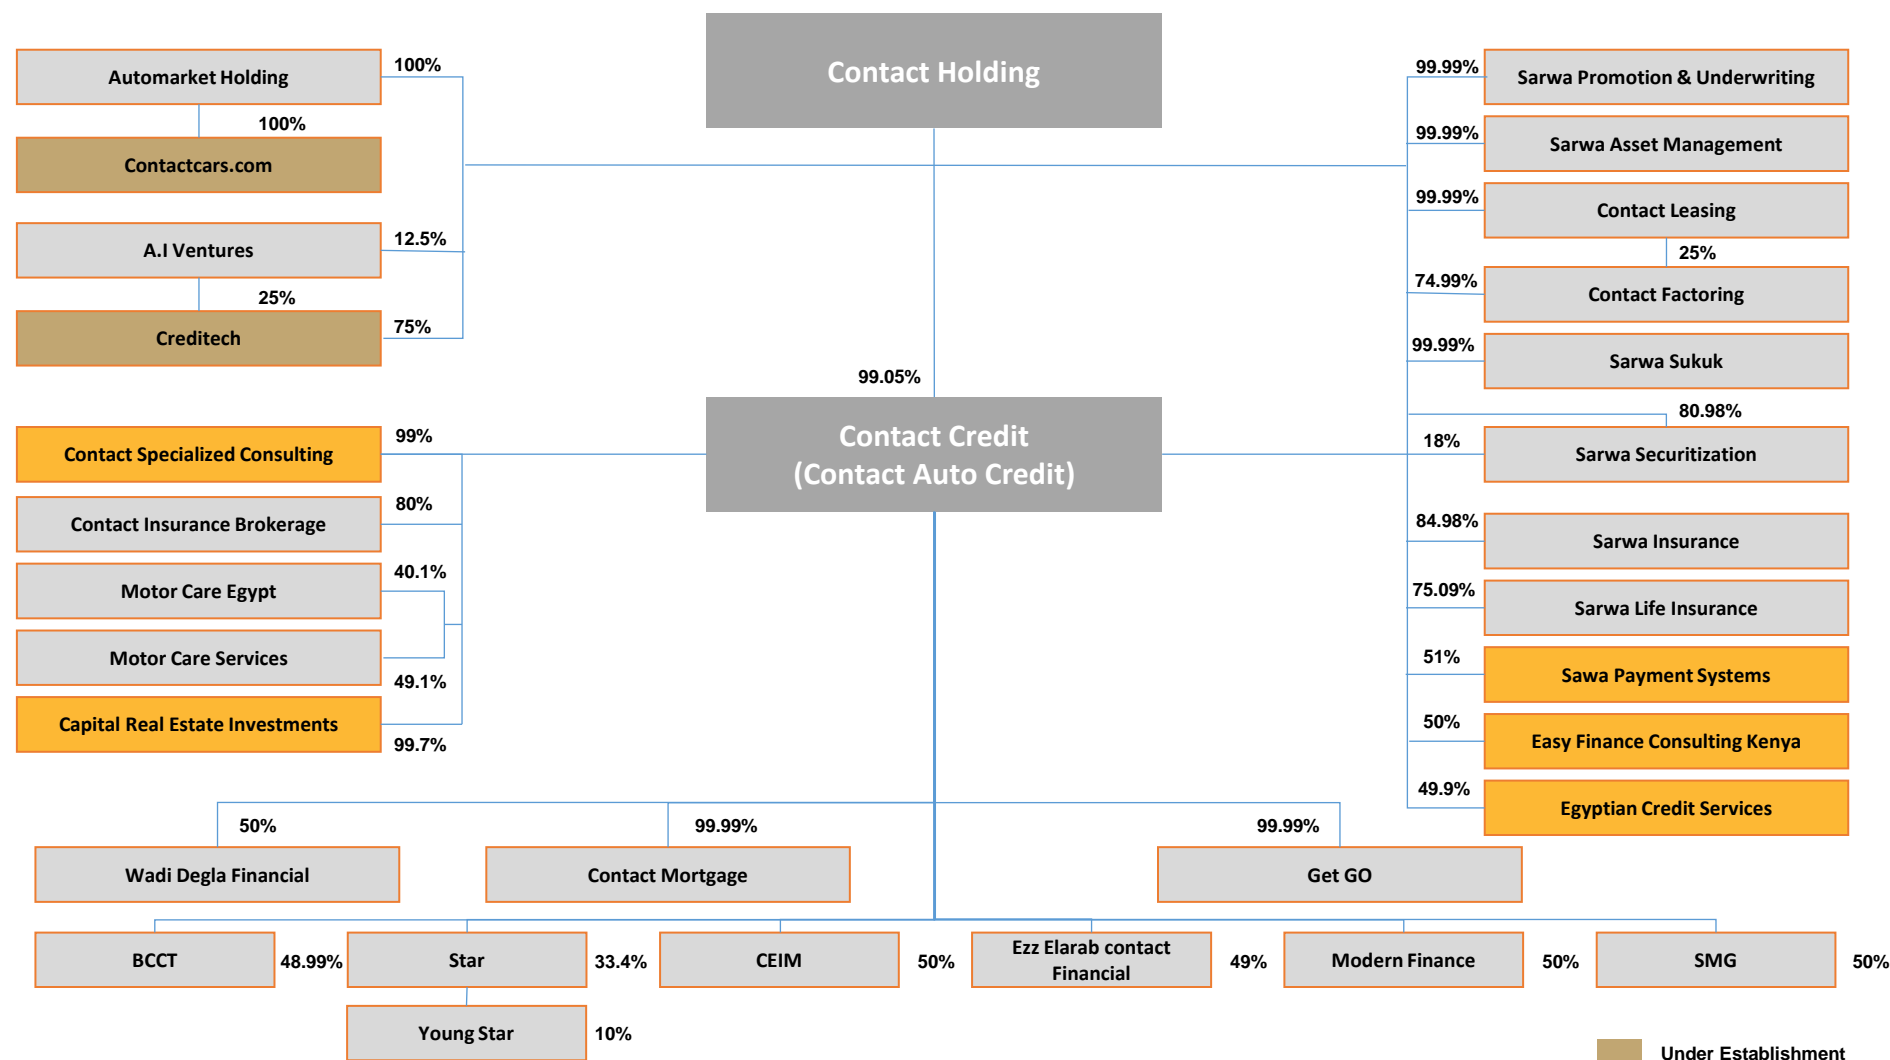 Contact Holding
Automarket Holding
100%
100%
Contactcars.com
A.I Ventures
12.5%
25%
Creditech
75%
99.99%
Sarwa Promotion & Underwriting
99.99%
Sarwa Asset Management
99.99%
Contact Leasing
25%
74.99%
Contact Factoring
99.99%
Sarwa Sukuk
99.05%
Contact Credit
(Contact Auto Credit)
80.98%
18%
Sarwa Securitization
84.98%
Sarwa Insurance
75.09%
Sarwa Life Insurance
51%
Sawa Payment Systems
50%
Easy Finance Consulting Kenya
49.9%
Egyptian Credit Services
99%
Contact Specialized Consulting
80%
Contact Insurance Brokerage
40.1%
Motor Care Egypt
Motor Care Services
49.1%
Capital Real Estate Investments
99.7%
50%
99.99%
99.99%
Wadi Degla Financial
Contact Mortgage
Get GO
BCCT
48.99%
Star
33.4%
CEIM
50%
Ezz Elarab contact
Financial
49%
Modern Finance
50%
SMG
50%
Young Star
10%
Under Establishment